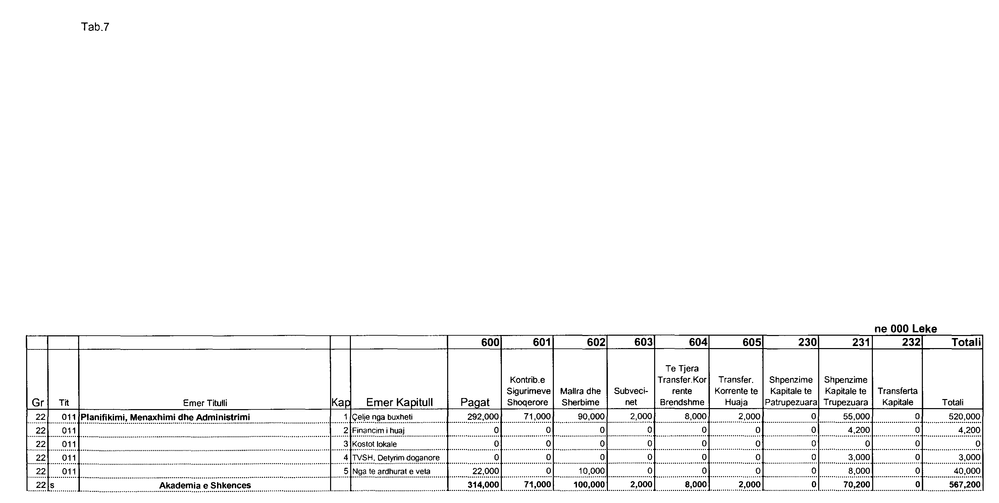 Tab.7
ne 000 Leke
600 601 602 603 604 605 230 231 232 Totali
Gr Tit Emer Titulli Kap Emer Kapitull Pagat Kontrib.e Sigurimeve Shoqerore Mallra dhe Sherbime Subveci-net Te Tjera Transfer.Kor rente Brendshme Transfer. Korrente te Huaja Shpenzime Kapitale te Patrupezuara Shpenzime Kapitale te Trupezuara Transferta Kapitale Totali
22 011 Planifikimi, Menaxhimi dhe Administrimi 1 Çelje nga buxheti 292,000 71,000 90,000 2,000 8,000 2,000 0 55,000 0 520,000
22 011 2 Financim i huaj 0 0 0 0 0 0 0 4,200 0 4,200
22 011 3 Kostot lokale 0 0 0 0 0 0 0 0 0 0
22 011 4 TVSH, Detyrim doganore 0 0 0 0 0 0 0 3,000 0 3,000
22 011 5 Nga te ardhurat e veta 22,000 0 10,000 0 0 0 0 8,000 0 40,000
22 s Akademia e Shkences 314,000 71,000 100,000 2,000 8,000 2,000 0 70,200 0 567,200